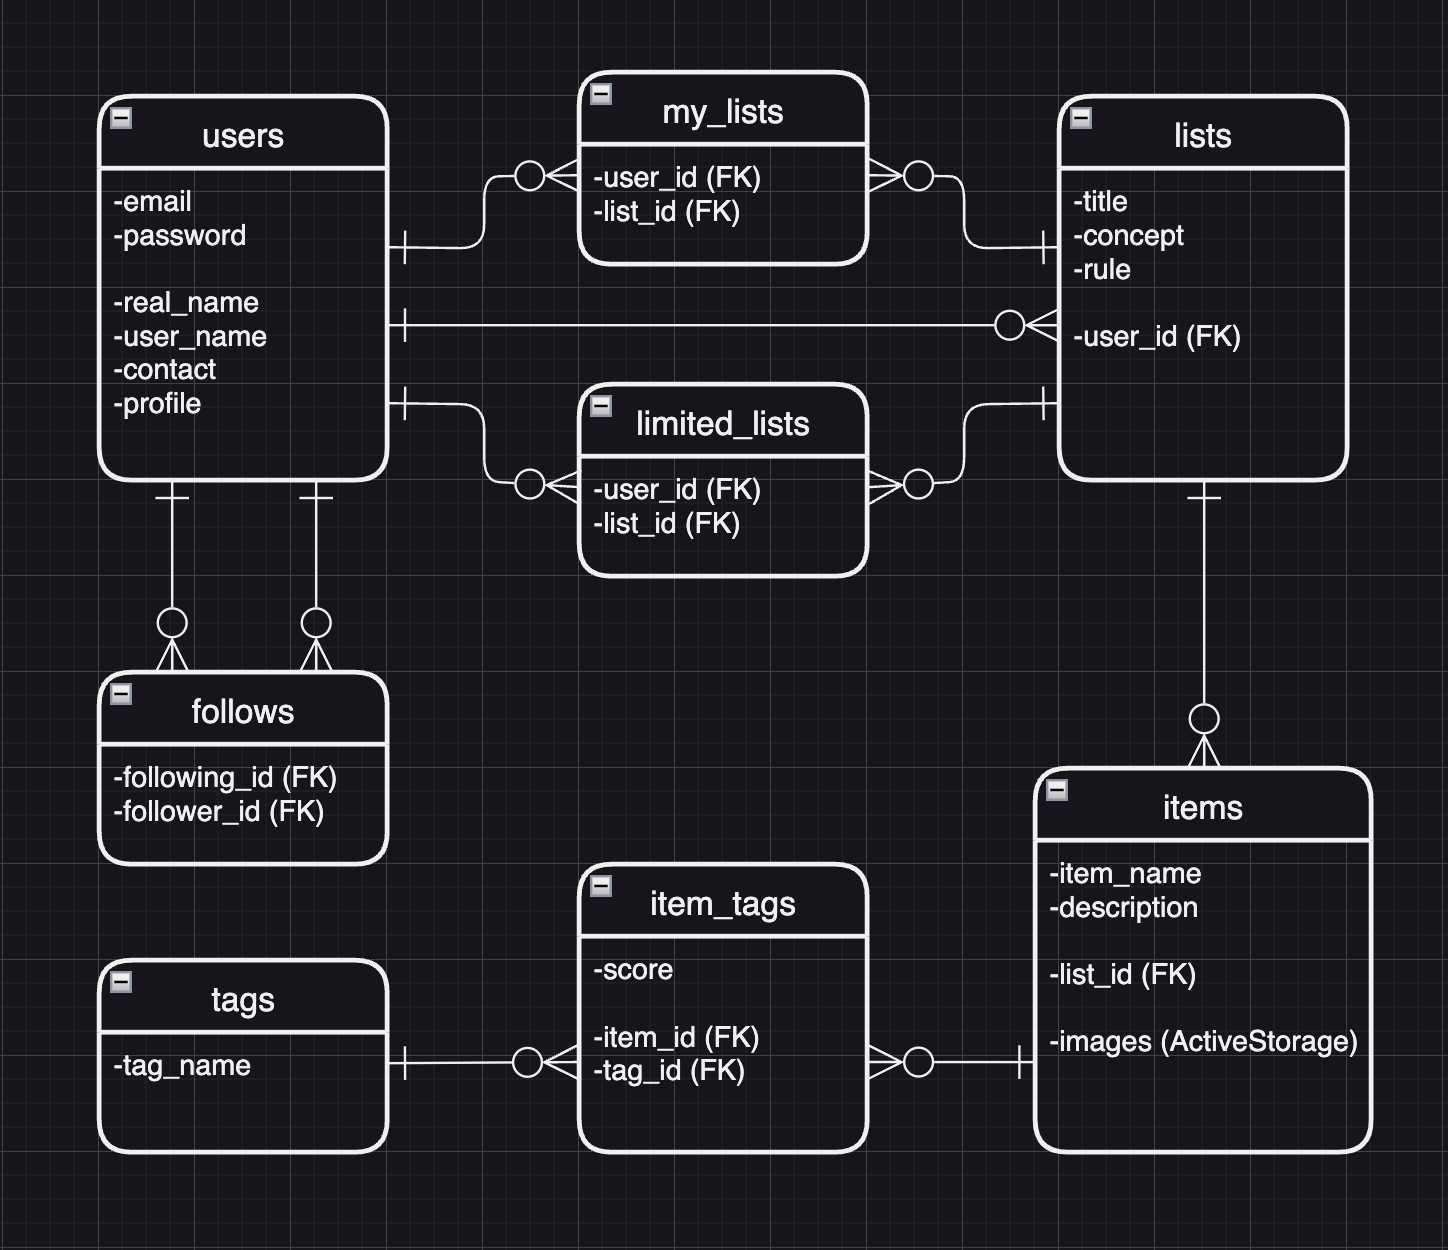 users
-email
-password
-real_name
-user_name
-contact
-profile
my_lists
-user_id (FK)
-list_id (FK)
lists
-title
-concept
-rule
-user_id (FK)
limited_lists
-user_id (FK)
-list_id (FK)
follows
-following_id (FK)
-follower_id (FK)
items
-item_name
-description
-list_id (FK)
-images (ActiveStorage)
item_tags
-score
-item_id (FK)
-tag_id (FK)
tags
-tag_name